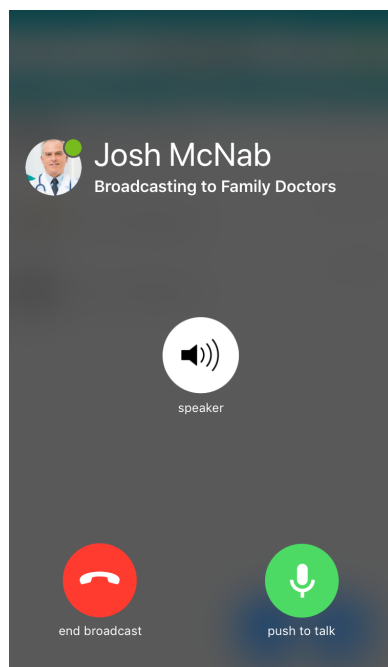 Josh McNab
Broadcasting to Family Doctors
speaker
end broadcast
push to talk